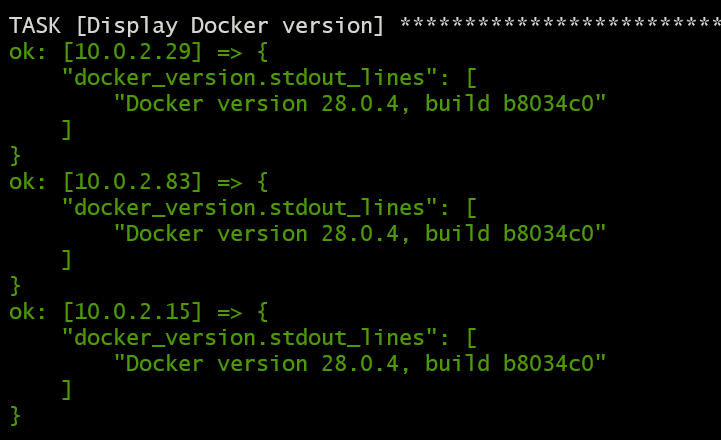 TASK [Display Docker version] *************************
ok: [10.0.2.29] => {
    "docker_version.stdout_lines": [
        "Docker version 28.0.4, build b8034c0"
    ]
}
ok: [10.0.2.83] => {
    "docker_version.stdout_lines": [
        "Docker version 28.0.4, build b8034c0"
    ]
}
ok: [10.0.2.15] => {
    "docker_version.stdout_lines": [
        "Docker version 28.0.4, build b8034c0"
    ]
}